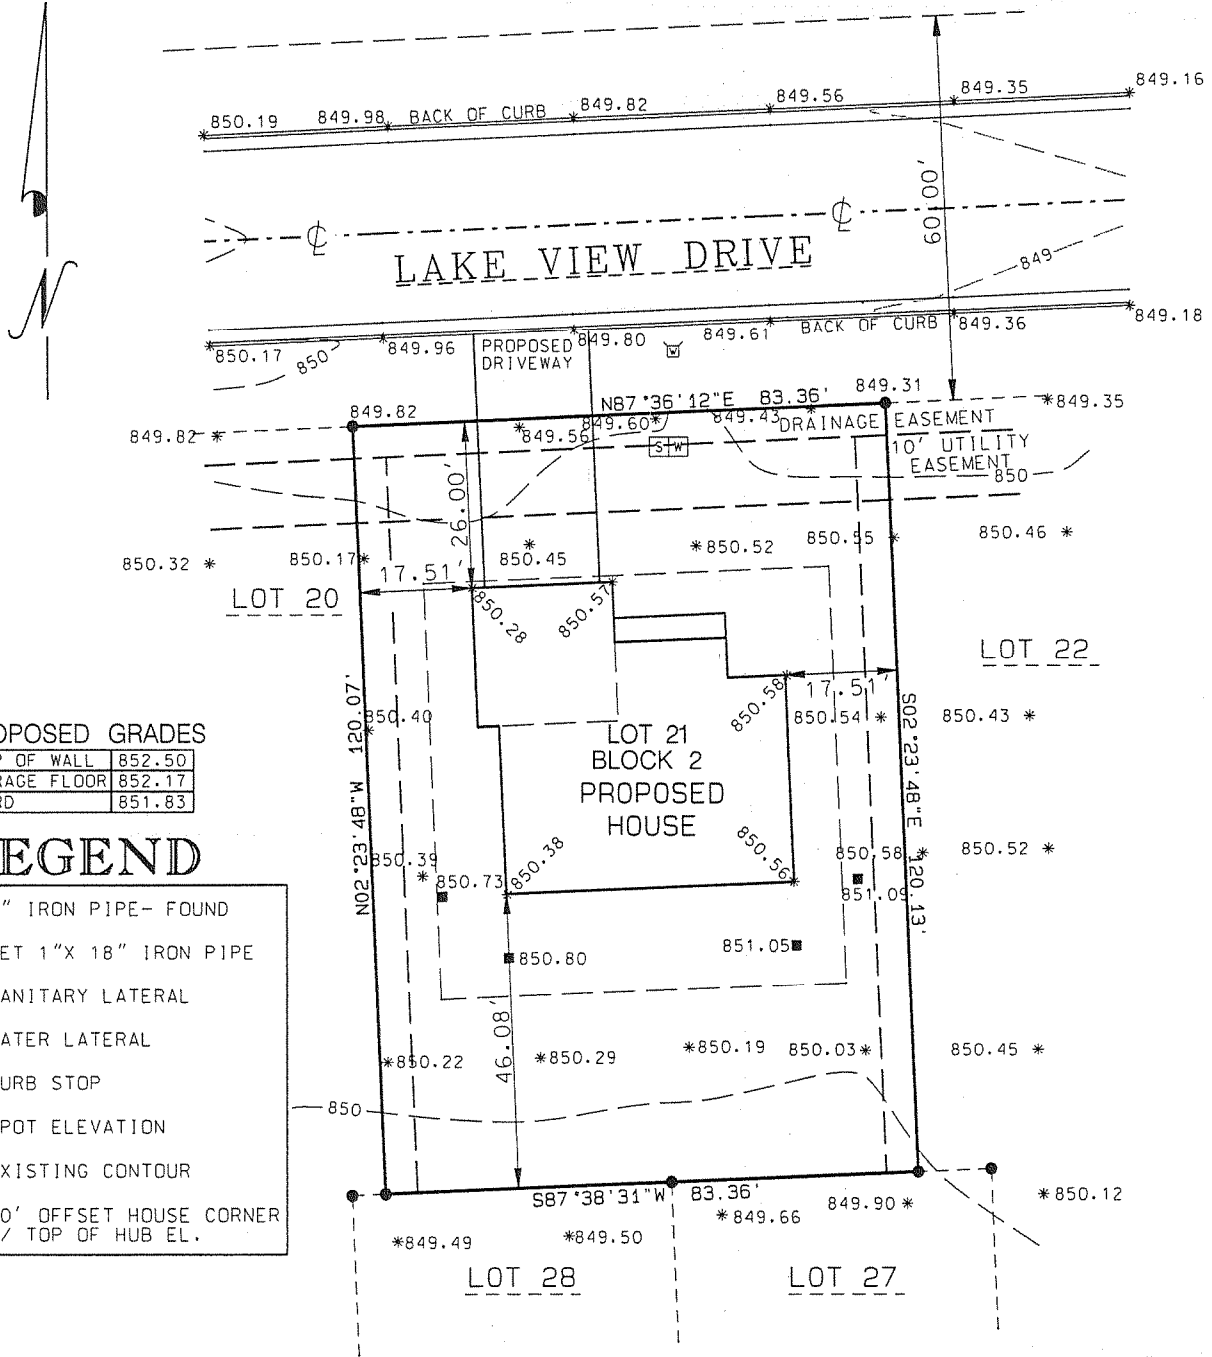 849.16
849.35
849.56
849.82
BACK OF CURB
849.98
850.19
60.00'
LAKE VIEW DRIVE
849
849.18
849.36
BACK OF CURB
849.61
849.80
849.96
850.17
850
PROPOSED
DRIVEWAY
W
N
N87°36'12"E 83.36'
849.31
849.35
849.82
849.82
849.56
849.60
849.43
DRAINAGE EASEMENT
10' UTILITY
EASEMENT
850
S W
26.00'
850.32
850.17
850.45
850.52
850.55
850.46
17.51'
LOT 20
850.28
850.57
LOT 22
850.58
17.51'
850.40
850.54
850.43
N02°23'48"W 120.07'
S02°23'48"E 120.13'
LOT 21
BLOCK 2
PROPOSED
HOUSE
OPOSED GRADES
P OF WALL 852.50
RAGE FLOOR 852.17
RD 851.83
EGEND
" IRON PIPE- FOUND
ET 1"X 18" IRON PIPE
ANITARY LATERAL
ATER LATERAL
URB STOP
POT ELEVATION
XISTING CONTOUR
0' OFFSET HOUSE CORNER
/ TOP OF HUB EL.
850.39
850.73
850.38
850.56
850.58
850.52
851.09
850.80
851.05
46.08'
850.22
850.29
850.19
850.03
850.45
850
S87°38'31"W 83.36'
849.90
850.12
849.49
849.50
849.66
LOT 28
LOT 27